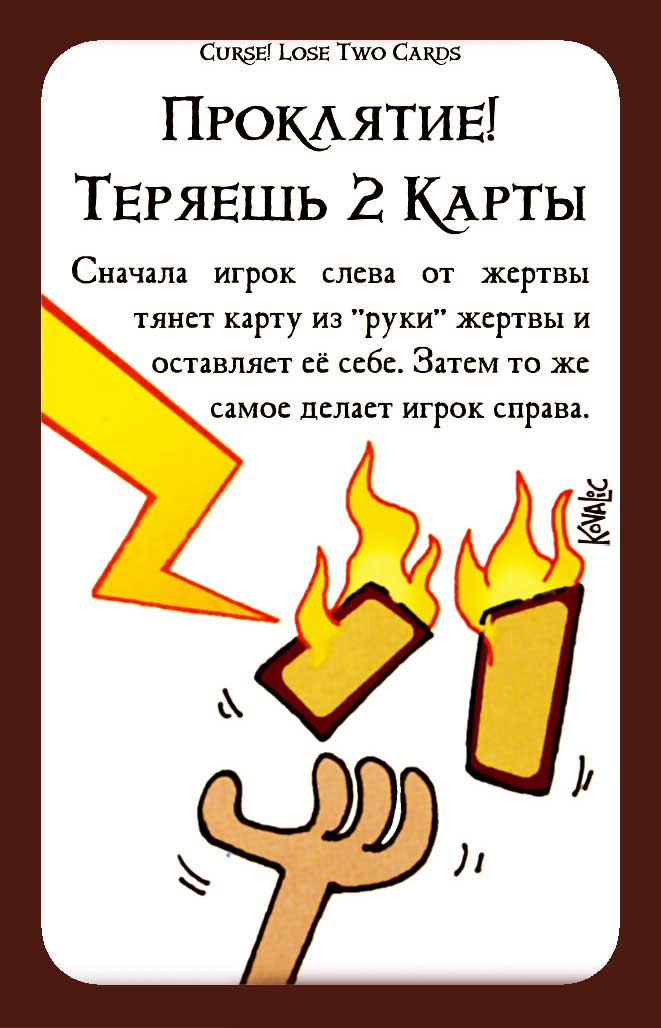 Curse! Lose Two Cards
Проклятие!
Теряешь 2 Карты
Сначала игрок слева от жертвы
тянет карту из "руки" жертвы и
оставляет её себе. Затем то же
самое делает игрок справа.
Kovalic